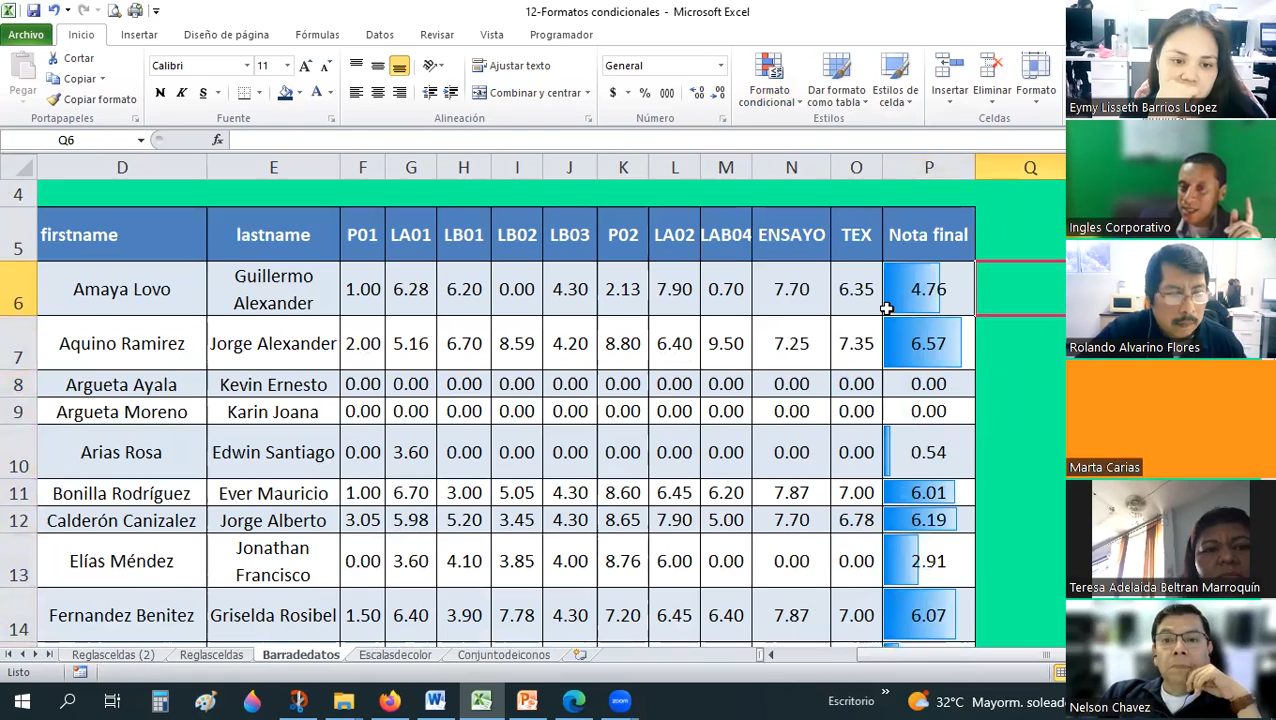 12-Formatos condicionales - Microsoft Excel
Archivo Inicio Insertar Diseño de página Fórmulas Datos Revisar Vista Programador
Pegar
Cortar
Copiar
Copiar formato
Portapapeles
Calibri 11
N K S
Fuente
Ajustar texto
Combinar y centrar
Alineación
General
$ % 000
Número
Formato condicional
Dar formato como tabla
Estilos de celda
Estilos
Insertar Eliminar Formato
Celdas
Q6 fx
D E F G H I J K L M N O P Q
4
5 firstname lastname P01 LA01 LB01 LB02 LB03 P02 LA02 LAB04 ENSAYO TEX Nota final
6 Amaya Lovo Guillermo Alexander 1.00 6.28 6.20 0.00 4.30 2.13 7.90 0.70 7.70 6.35 4.76
7 Aquino Ramirez Jorge Alexander 2.00 5.16 6.70 8.59 4.20 8.80 6.40 9.50 7.25 7.35 6.57
8 Argueta Ayala Kevin Ernesto 0.00 0.00 0.00 0.00 0.00 0.00 0.00 0.00 0.00 0.00 0.00
9 Argueta Moreno Karin Joana 0.00 0.00 0.00 0.00 0.00 0.00 0.00 0.00 0.00 0.00 0.00
10 Arias Rosa Edwin Santiago 0.00 3.60 0.00 0.00 0.00 0.00 0.00 0.00 0.00 0.00 0.54
11 Bonilla Rodríguez Ever Mauricio 1.00 6.70 3.00 5.05 4.30 8.60 6.45 6.20 7.87 7.00 6.01
12 Calderón Canizalez Jorge Alberto 3.05 5.98 5.20 3.45 4.30 8.65 7.90 5.00 7.70 6.78 6.19
13 Elías Méndez Jonathan Francisco 0.00 3.60 4.10 3.85 4.00 8.76 6.00 0.00 0.00 0.00 2.91
14 Fernandez Benitez Griselda Rosibel 1.50 6.40 3.90 7.78 4.30 7.20 6.45 6.40 7.87 7.00 6.07
Reglasceldas (2) Reglasceldas Barradedatos Escalasdecolor Conjuntodeiconos
Listo
Escritorio » 32°C Mayorm. solead
Eymy Lisseth Barrios Lopez
Ingles Corporativo
Rolando Alvarino Flores
Marta Carias
Teresa Adelaida Beltran Marroquín
Nelson Chavez